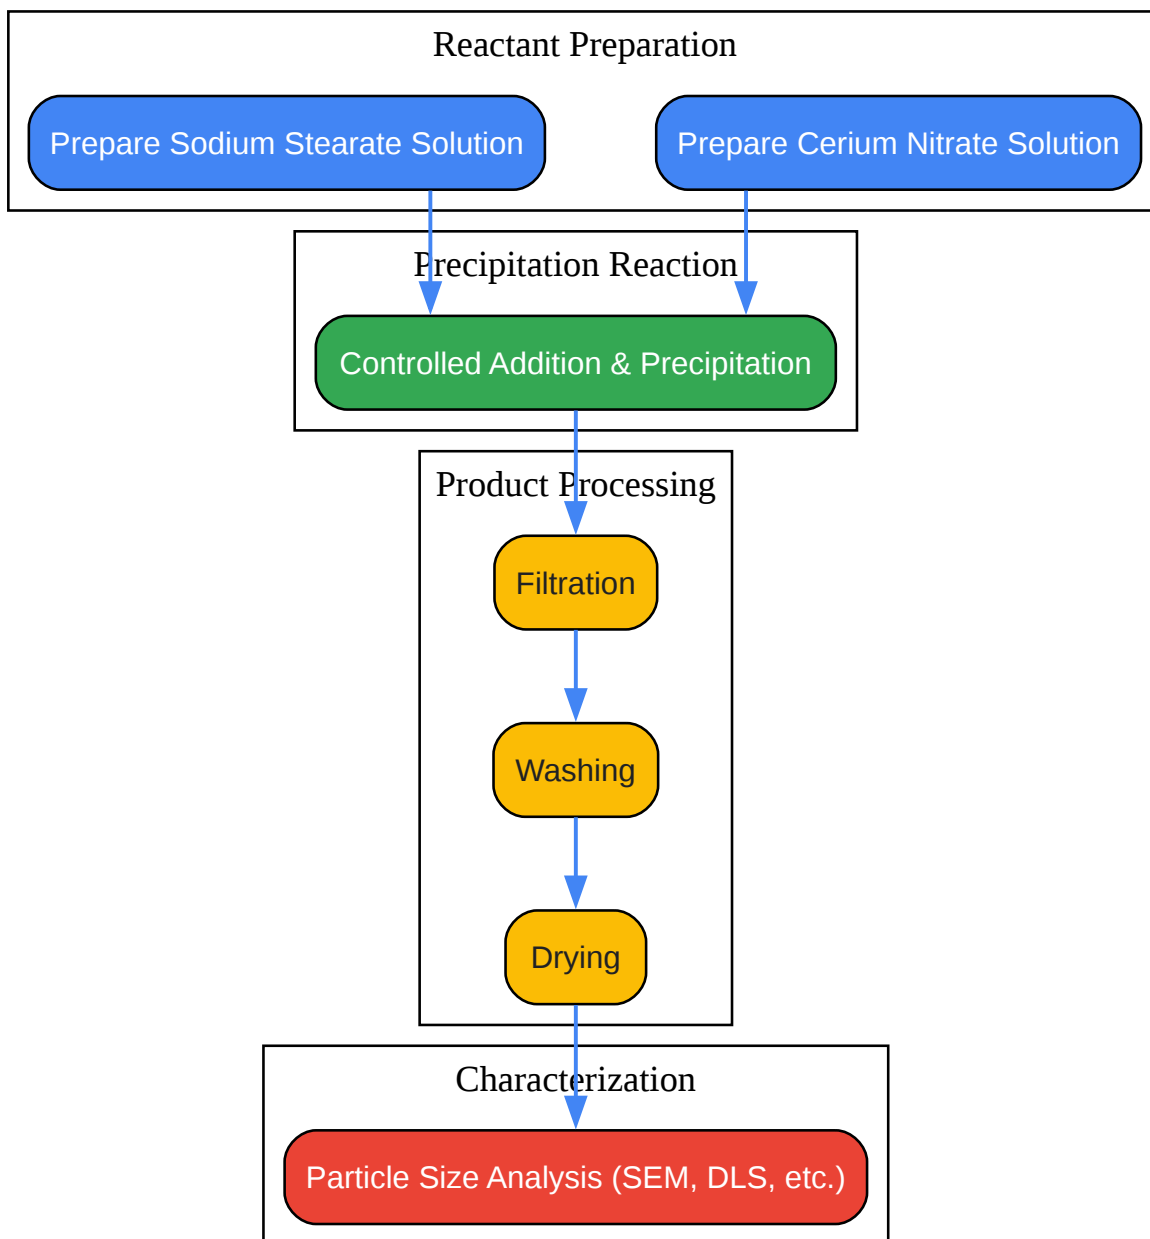 Reactant Preparation
Prepare Sodium Stearate Solution
Prepare Cerium Nitrate Solution
Precipitation Reaction
Controlled Addition & Precipitation
Product Processing
Filtration
Washing
Drying
Characterization
Particle Size Analysis (SEM, DLS, etc.)